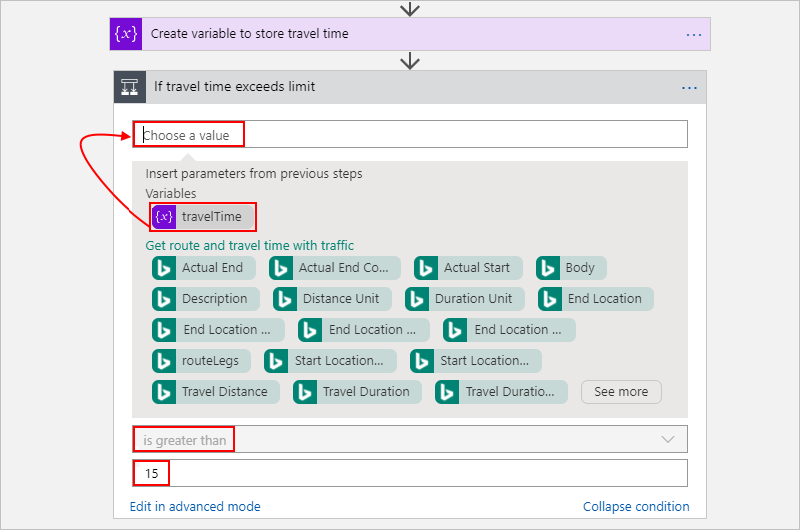 {x} Create variable to store travel time ...
If travel time exceeds limit ...
Choose a value
Insert parameters from previous steps
Variables
{x} travelTime
Get route and travel time with traffic
Actual End Actual End Co... Actual Start Body
Description Distance Unit Duration Unit End Location
End Location ... End Location ... End Location ...
routeLegs Start Location... Start Location...
Travel Distance Travel Duration Travel Duratio... See more
is greater than
15
Edit in advanced mode Collapse condition